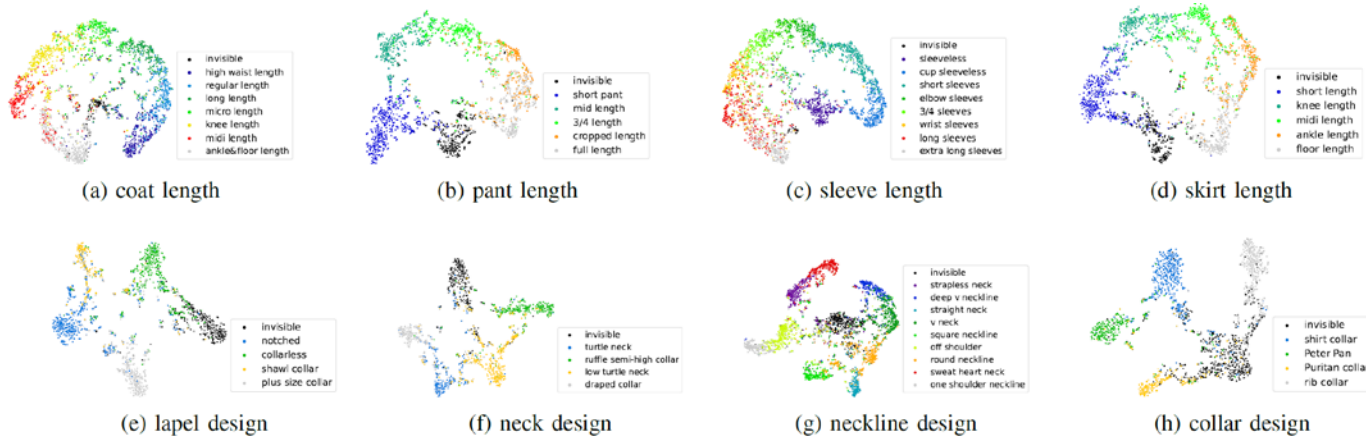 invisible
high waist length
regular length
long length
micro length
knee length
midi length
ankle&floor length
(a) coat length
invisible
short pant
mid length
3/4 length
cropped length
full length
(b) pant length
invisible
sleeveless
cup sleeveless
short sleeves
elbow sleeves
3/4 sleeves
wrist sleeves
long sleeves
extra long sleeves
(c) sleeve length
invisible
short length
knee length
midi length
ankle length
floor length
(d) skirt length
invisible
notched
collarless
shawl collar
plus size collar
(e) lapel design
invisible
turtle neck
ruffle semi-high collar
low turtle neck
draped collar
(f) neck design
invisible
strapless neck
deep v neckline
straight neck
v neck
square neckline
off shoulder
round neckline
sweat heart neck
one shoulder neckline
(g) neckline design
invisible
shirt collar
Peter Pan
Puritan collar
rib collar
(h) collar design